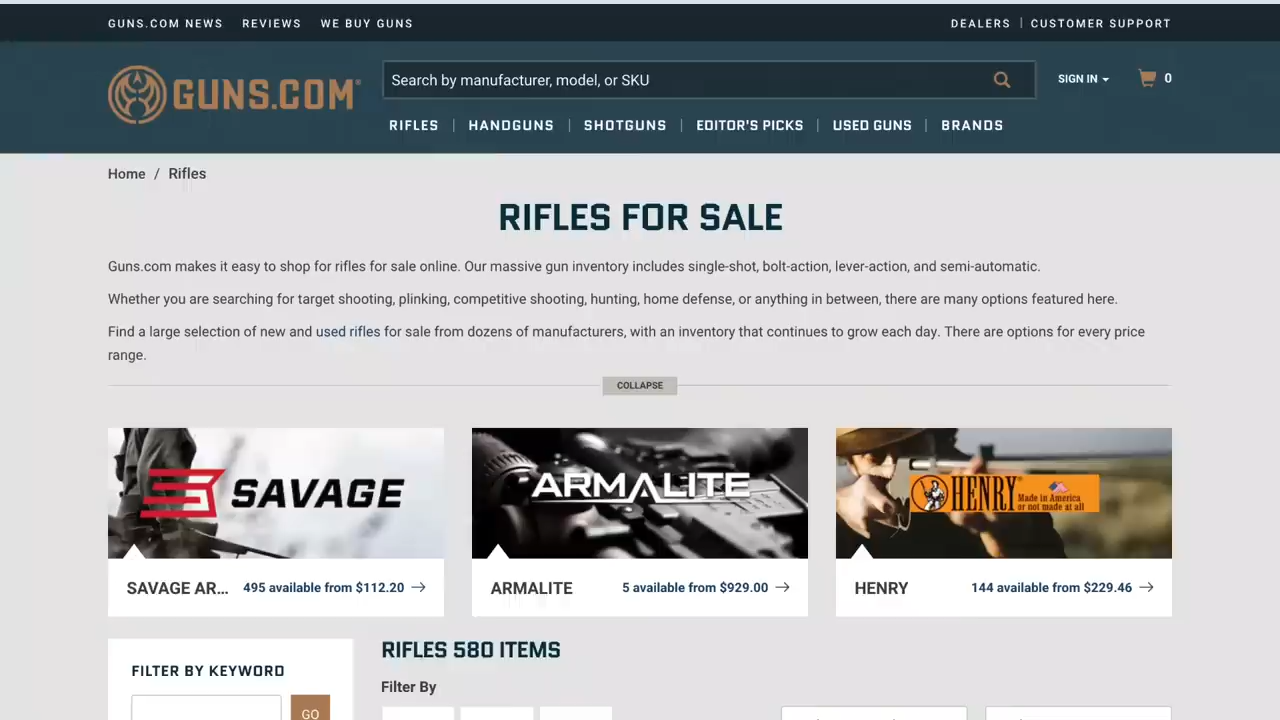 GUNS.COM NEWS REVIEWS WE BUY GUNS DEALERS | CUSTOMER SUPPORT
GUNS.COM® Search by manufacturer, model, or SKU SIGN IN 0
RIFLES | HANDGUNS | SHOTGUNS | EDITOR'S PICKS | USED GUNS | BRANDS
Home / Rifles
RIFLES FOR SALE
Guns.com makes it easy to shop for rifles for sale online. Our massive gun inventory includes single-shot, bolt-action, lever-action, and semi-automatic.
Whether you are searching for target shooting, plinking, competitive shooting, hunting, home defense, or anything in between, there are many options featured here.
Find a large selection of new and used rifles for sale from dozens of manufacturers, with an inventory that continues to grow each day. There are options for every price
range.
COLLAPSE
SAVAGE
ARMALITE
HENRY® Made in America
or not made at all
SAVAGE AR... 495 available from $112.20 →
ARMALITE 5 available from $929.00 →
HENRY 144 available from $229.46 →
FILTER BY KEYWORD
GO
RIFLES 580 ITEMS
Filter By